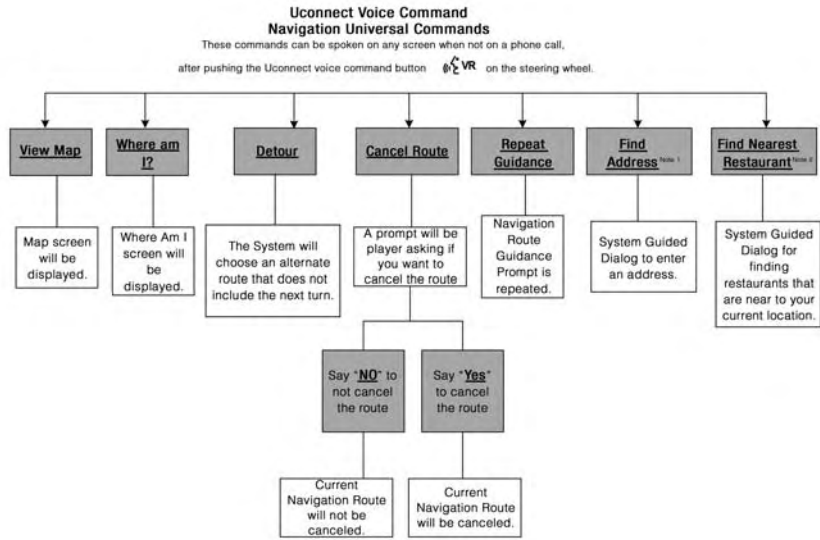 Uconnect Voice Command
Navigation Universal Commands
These commands can be spoken on any screen when not on a phone call,
after pushing the Uconnect voice command button VR on the steering wheel.
View Map
Where am
I?
Detour
Cancel Route
Repeat
Guidance
Find
Address Note 1
Find Nearest
Restaurant Note 2
Map screen
will be
displayed.
Where Am I
screen will
be
displayed.
The System will
choose an alternate
route that does not
include the next turn.
A prompt will be
player asking if
you want to
cancel the route
Navigation
Route
Guidance
Prompt is
repeated.
System Guided
Dialog to enter
an address.
System Guided
Dialog for
finding
restaurants that
are near to your
current location.
Say "NO" to
not cancel
the route
Say "Yes"
to cancel
the route
Current
Navigation Route
will not be
canceled.
Current
Navigation Route
will be canceled.